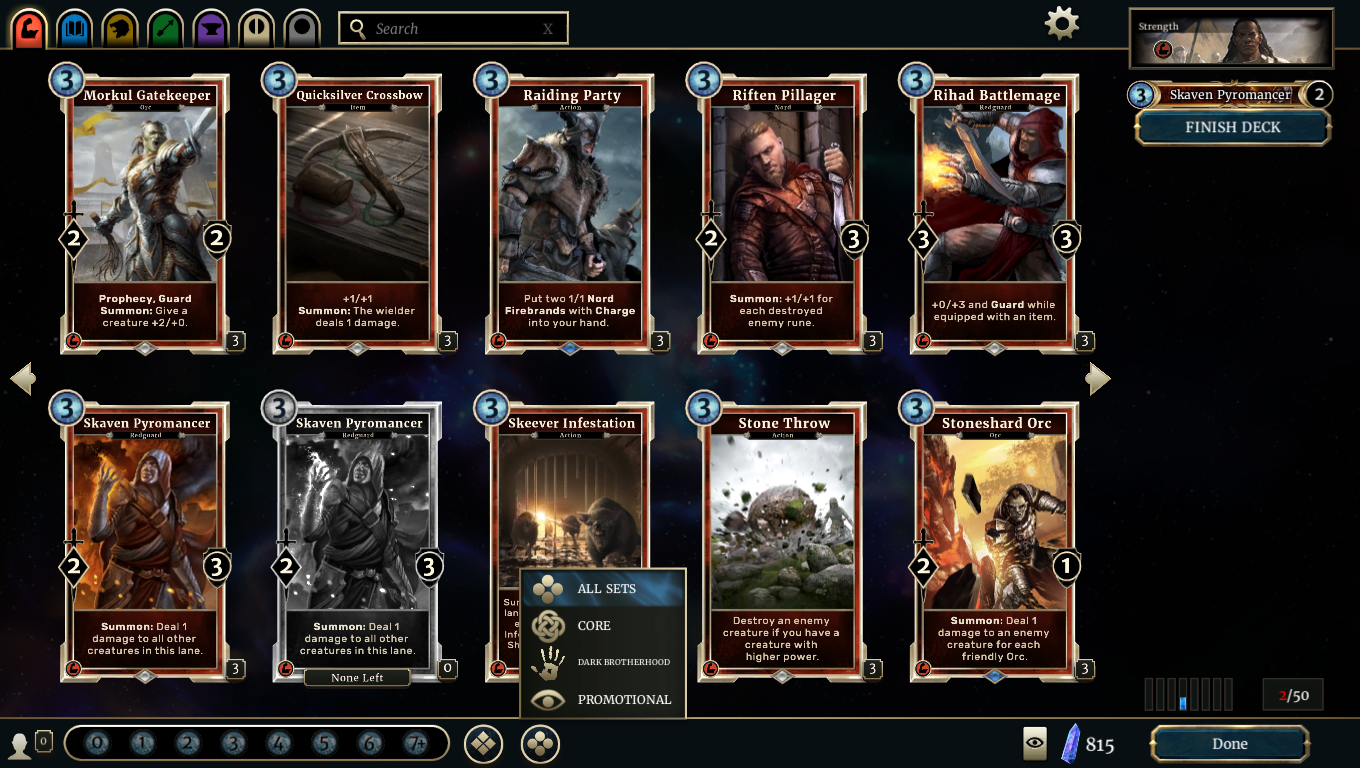 Search
X
Strength
3
Skaven Pyromancer
2
FINISH DECK
3
Morkul Gatekeeper
Orc
2
2
Prophecy, Guard
Summon: Give a
creature +2/+0.
3
3
Quicksilver Crossbow
Item
+1/+1
Summon: The wielder
deals 1 damage.
3
3
Raiding Party
Action
Put two 1/1 Nord
Firebrands with Charge
into your hand.
3
3
Riften Pillager
Nord
2
3
Summon: +1/+1 for
each destroyed
enemy rune.
3
3
Rihad Battlemage
Redguard
3
3
+0/+3 and Guard while
equipped with an item.
3
3
Skaven Pyromancer
Redguard
2
3
Summon: Deal 1
damage to all other
creatures in this lane.
3
3
Skaven Pyromancer
Redguard
2
3
Summon: Deal 1
damage to all other
creatures in this lane.
0
None Left
3
Skeever Infestation
Action
3
Stone Throw
Action
Destroy an enemy
creature if you have a
creature with
higher power.
3
3
Stoneshard Orc
Orc
2
1
Summon: Deal 1
damage to an enemy
creature for each
friendly Orc.
3
ALL SETS
CORE
DARK BROTHERHOOD
PROMOTIONAL
2/50
0
0 1 2 3 4 5 6 7+
815
Done